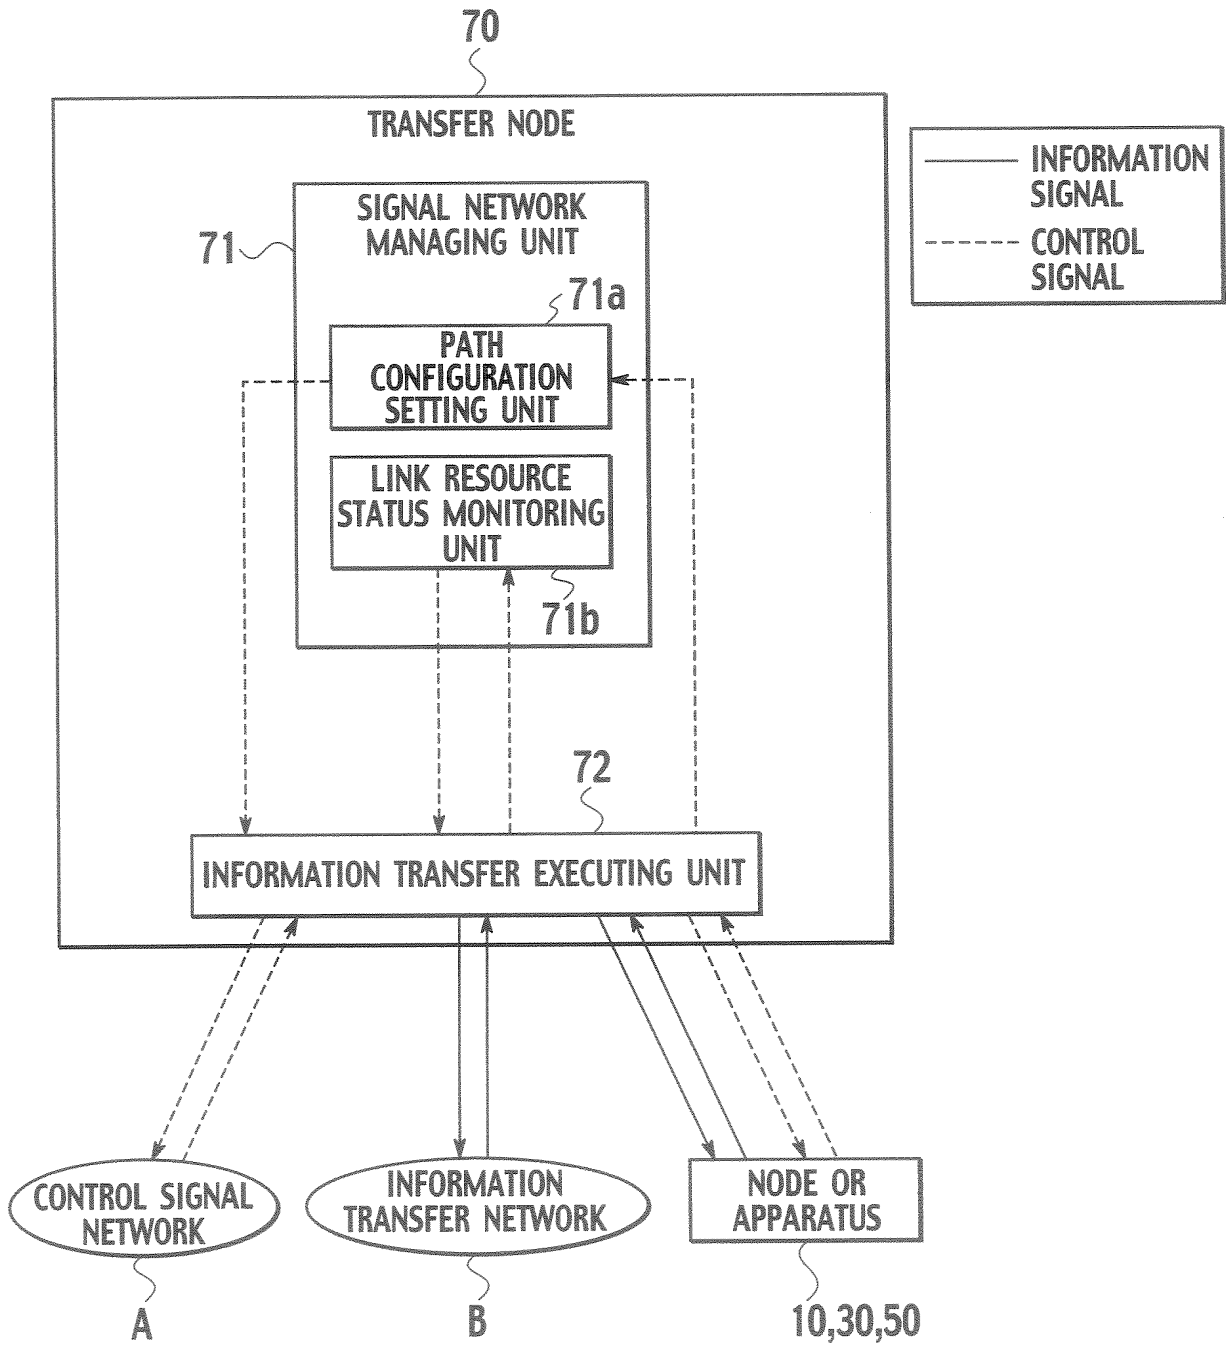 70
TRANSFER NODE
INFORMATION
SIGNAL
CONTROL
SIGNAL
SIGNAL NETWORK
MANAGING UNIT
71
71a
PATH
CONFIGURATION
SETTING UNIT
LINK RESOURCE
STATUS MONITORING
UNIT
71b
72
INFORMATION TRANSFER EXECUTING UNIT
CONTROL SIGNAL
NETWORK
INFORMATION
TRANSFER NETWORK
NODE OR
APPARATUS
A
B
10,30,50